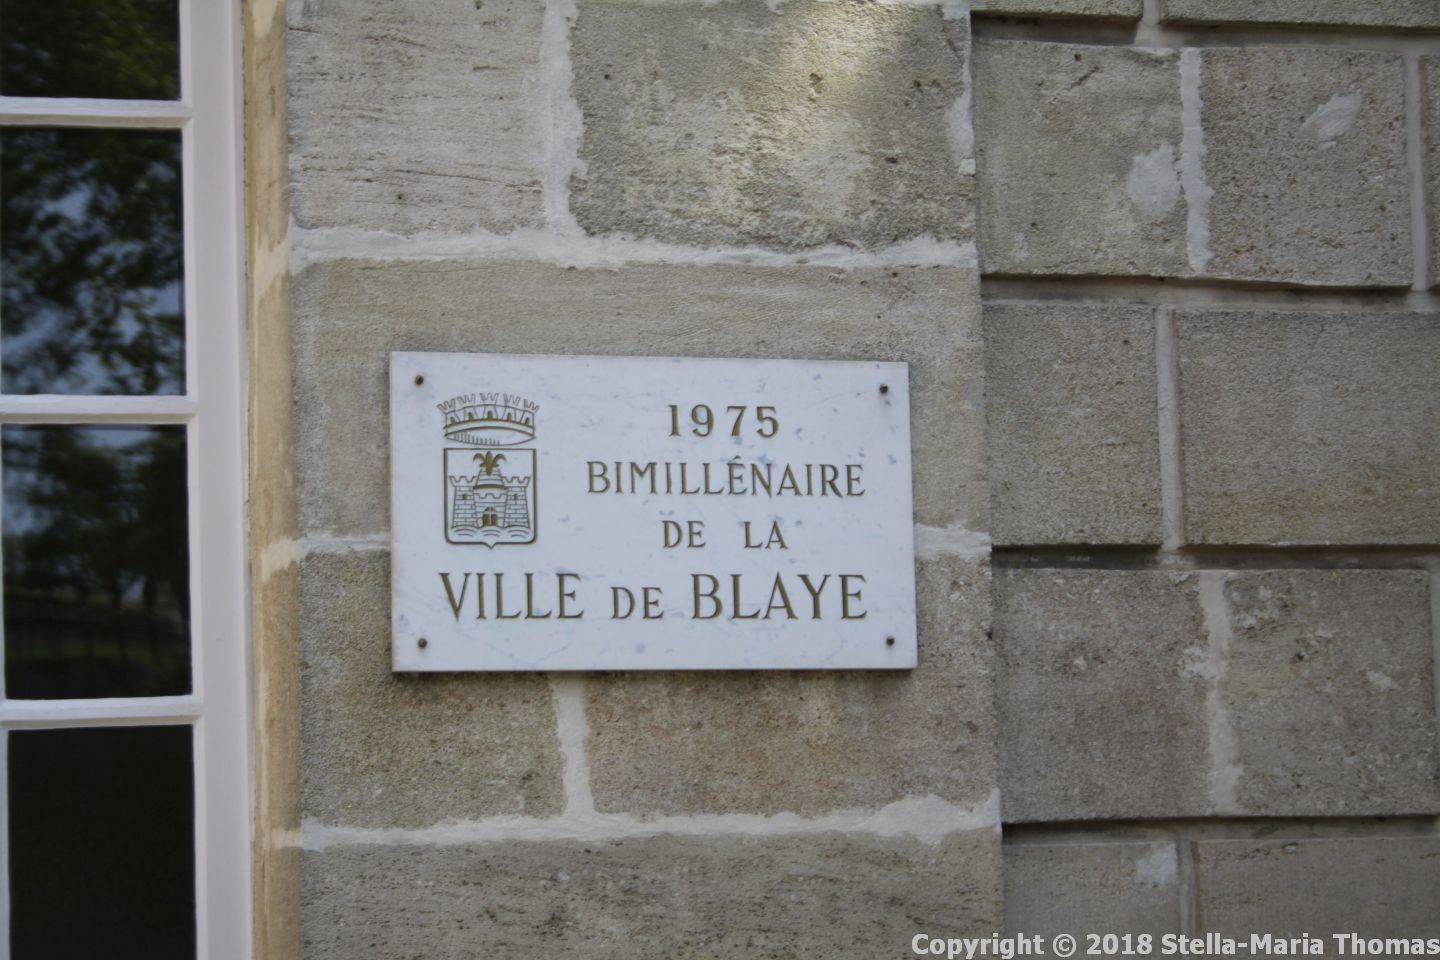 1975
BIMILLÉNAIRE
DE LA
VILLE DE BLAYE
Copyright © 2018 Stella-Maria Thomas